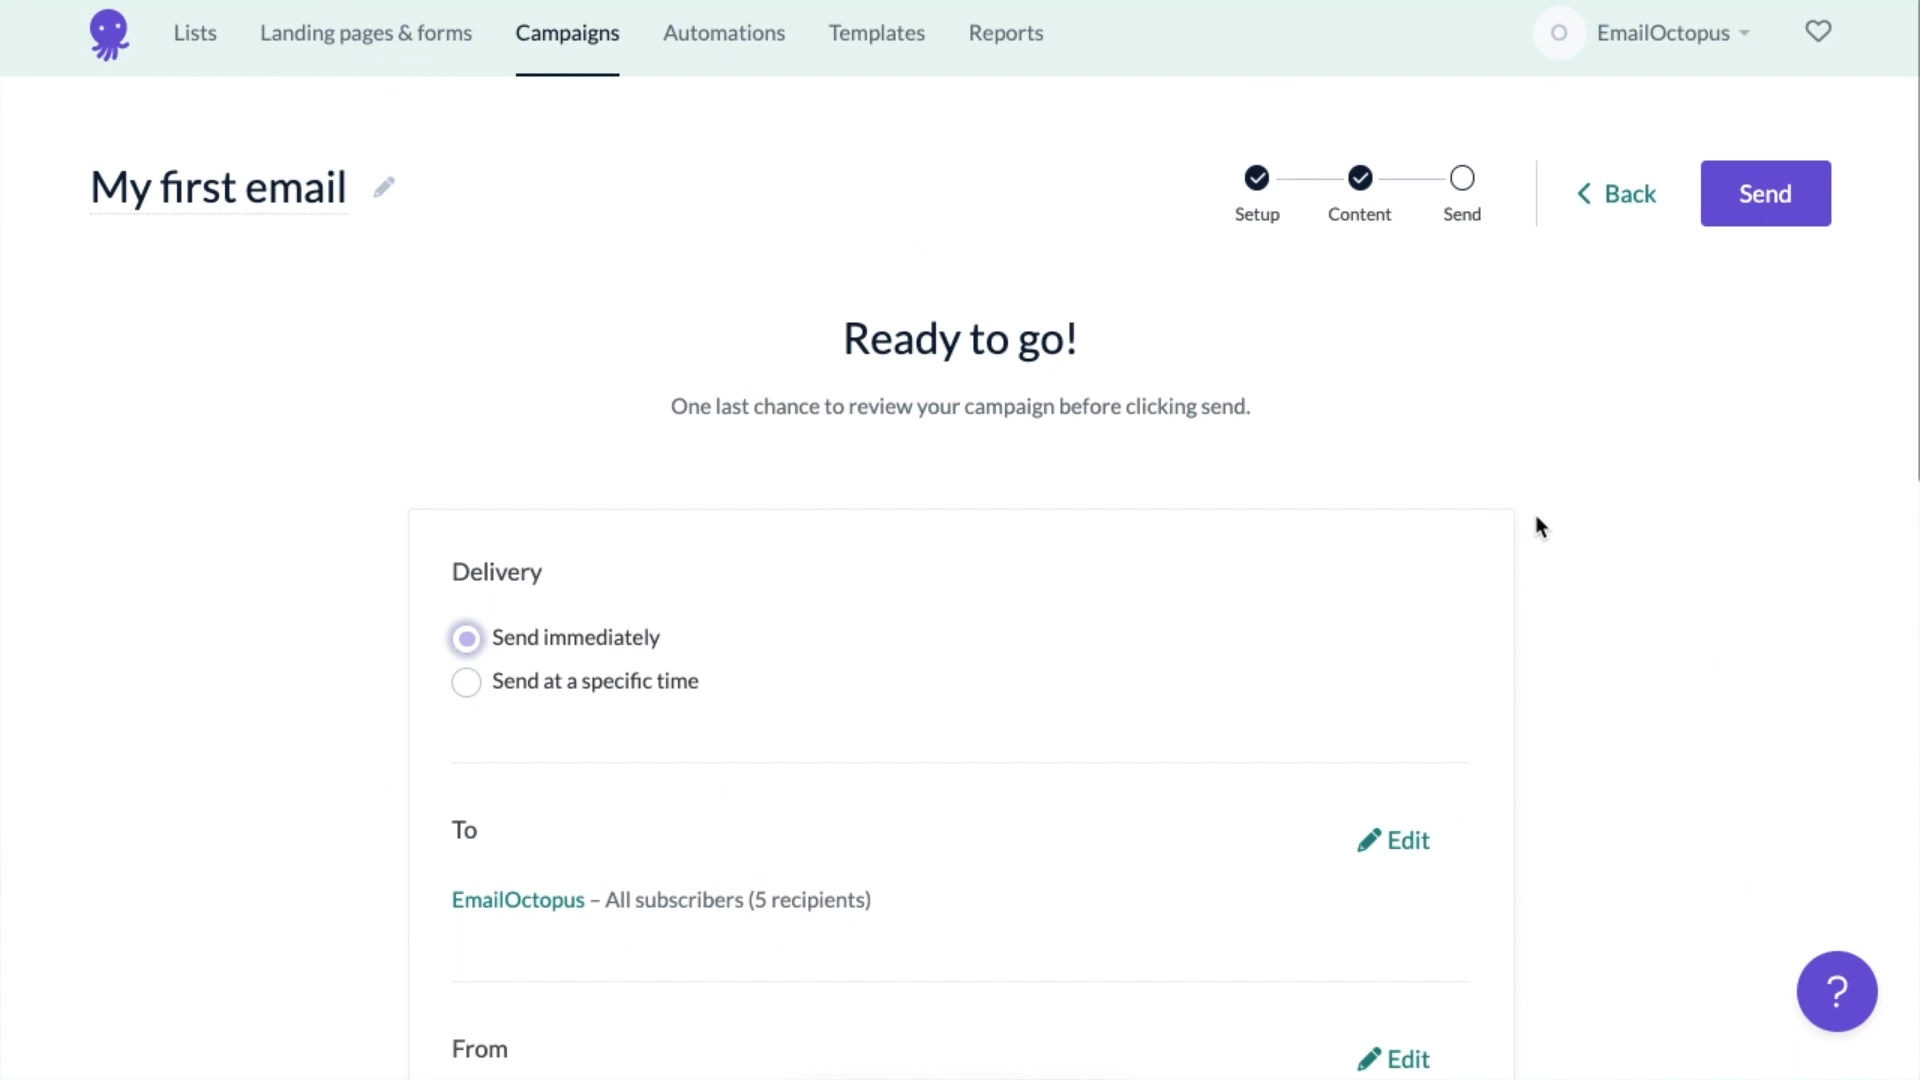 Lists
Landing pages & forms
Campaigns
Automations
Templates
Reports
O
EmailOctopus
My first email
Setup
Content
Send
Back
Send
Ready to go!
One last chance to review your campaign before clicking send.
Delivery
Send immediately
Send at a specific time
To
Edit
EmailOctopus – All subscribers (5 recipients)
From
Edit
?